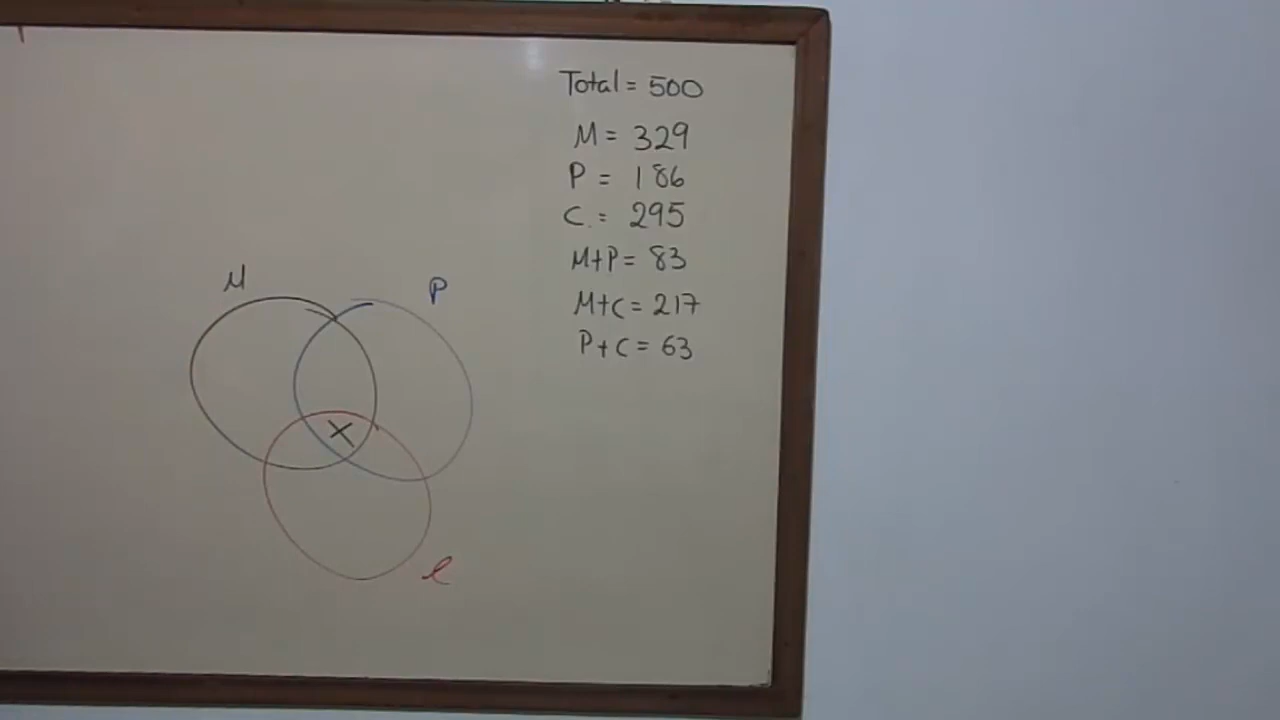 Total = 500
M = 329
P = 186
C = 295
M+P = 83
M+C = 217
P+C = 63
M
P
X
C